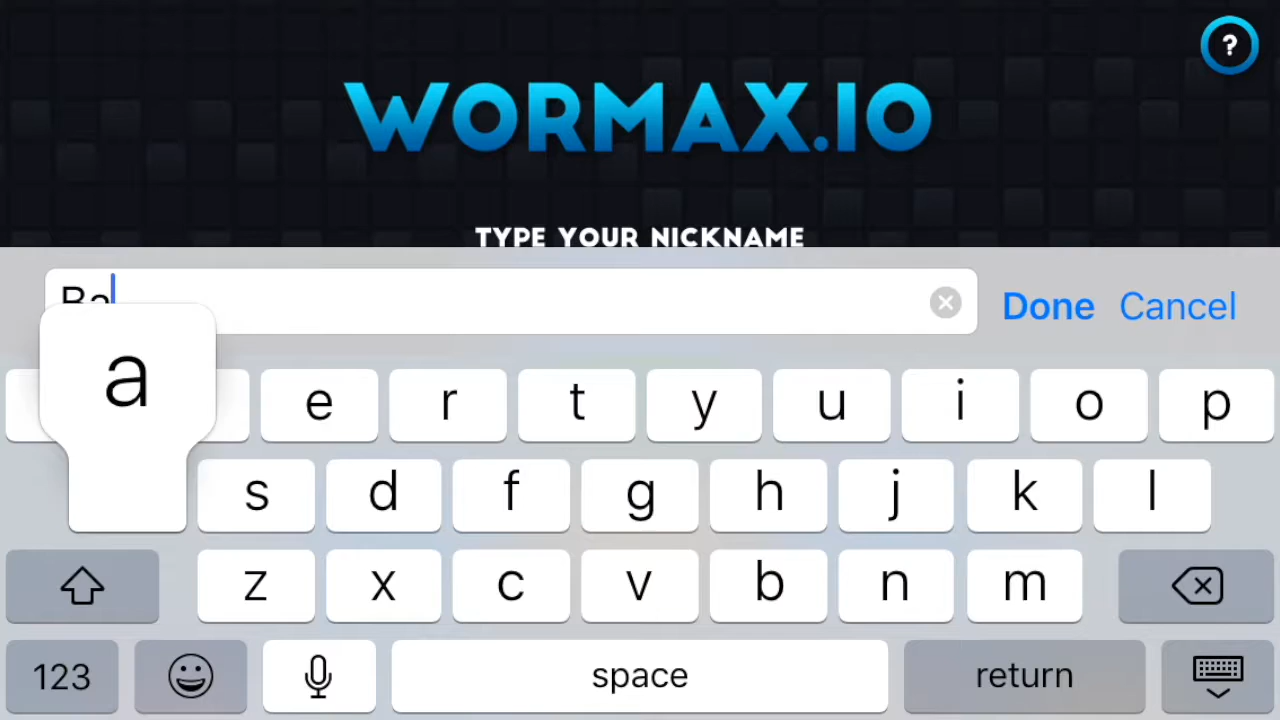 ?
WORMAX.IO
TYPE YOUR NICKNAME
Ba
Done Cancel
a
e r t y u i o p
s d f g h j k l
z x c v b n m
123 space return